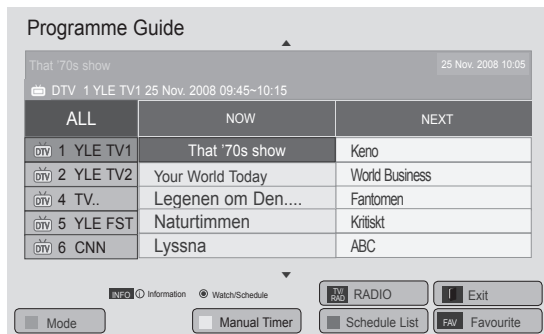 Programme Guide
That '70s show 25 Nov. 2008 10:05
DTV 1 YLE TV1 25 Nov. 2008 09:45~10:15
ALL NOW NEXT
DTV 1 YLE TV1 That '70s show Keno
DTV 2 YLE TV2 Your World Today World Business
DTV 4 TV.. Legenen om Den.... Fantomen
DTV 5 YLE FST Naturtimmen Kritiskt
DTV 6 CNN Lyssna ABC
INFO i Information Watch/Schedule TV/RAD RADIO Exit
Mode Manual Timer Schedule List FAV Favourite